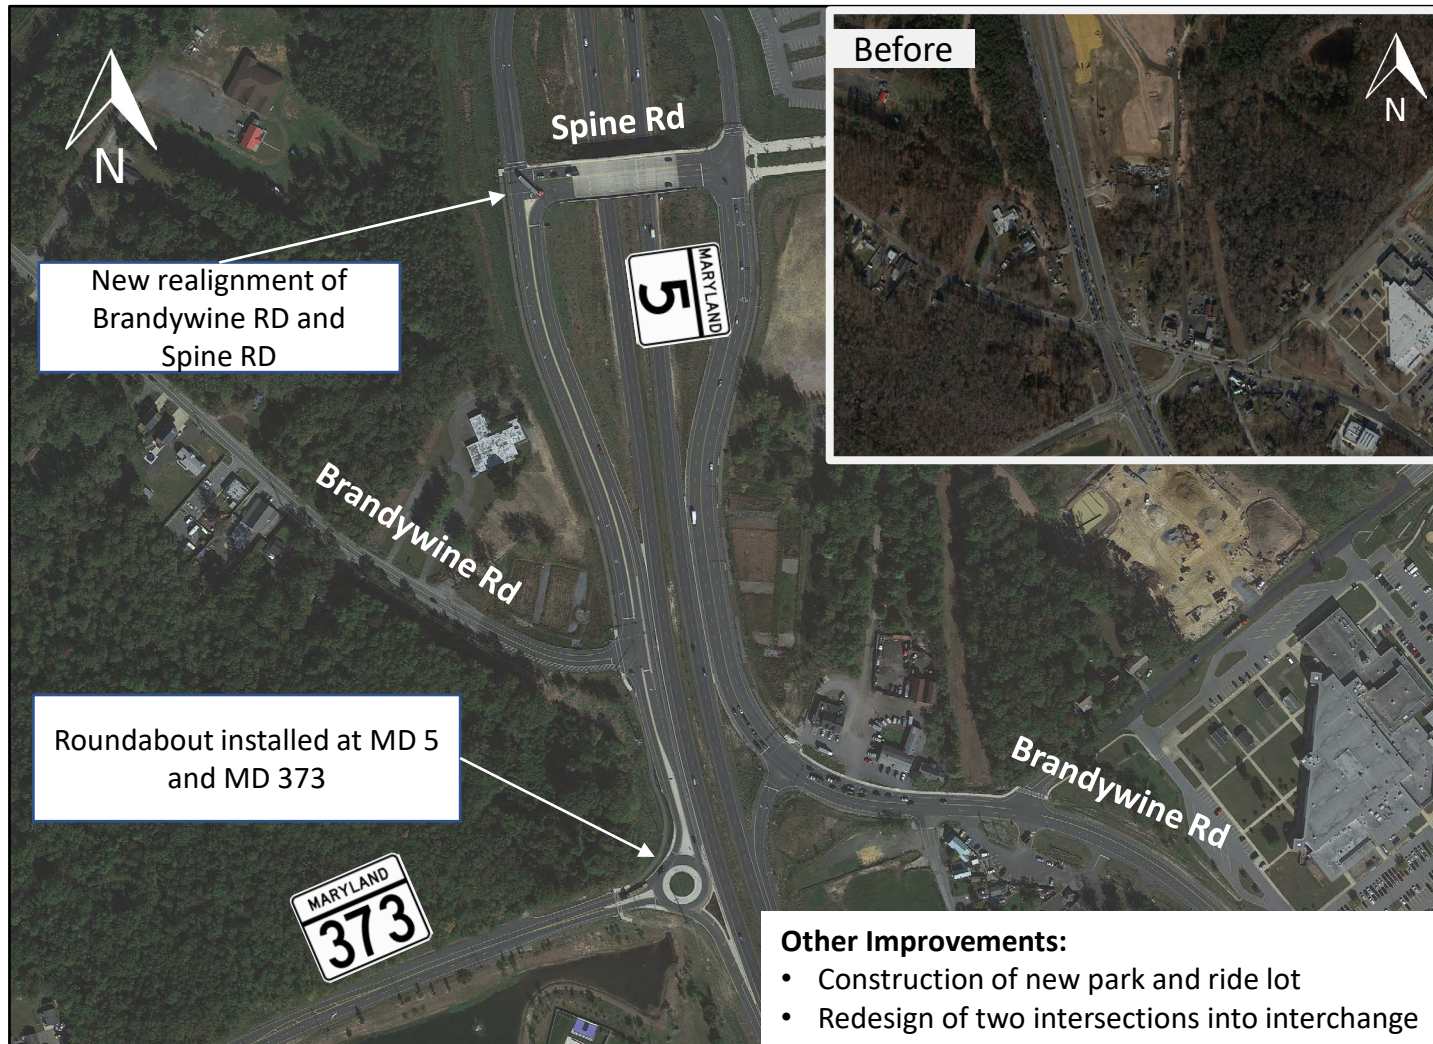 Before
N
N
Spine Rd
MARYLAND
5
New realignment of
Brandywine RD and
Spine RD
Brandywine Rd
Roundabout installed at MD 5
and MD 373
Brandywine Rd
MARYLAND
373
Other Improvements:
• Construction of new park and ride lot
• Redesign of two intersections into interchange